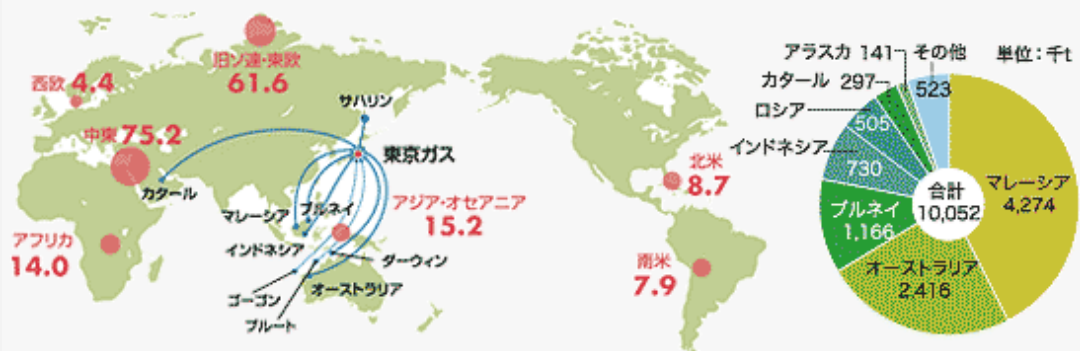 西欧 4.4
旧ソ連・東欧
61.6
中東 75.2
アフリカ
14.0
カタール
サハリン
東京ガス
マレーシア
ブルネイ
インドネシア
アジア・オセアニア
15.2
ダーウィン
オーストラリア
ゴーゴン
プルート
北米
8.7
南米
7.9
単位：千t
アラスカ 141
その他
523
カタール 297
ロシア
505
インドネシア
730
ブルネイ
1,166
オーストラリア
2,416
マレーシア
4,274
合計
10,052